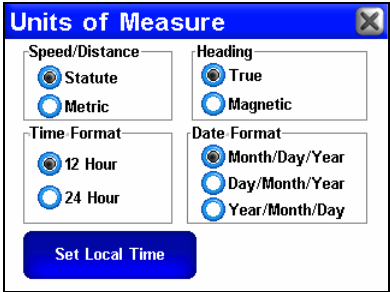 Units of Measure
Speed/Distance
Statute
Metric
Heading
True
Magnetic
Time Format
12 Hour
24 Hour
Date Format
Month/Day/Year
Day/Month/Year
Year/Month/Day
Set Local Time